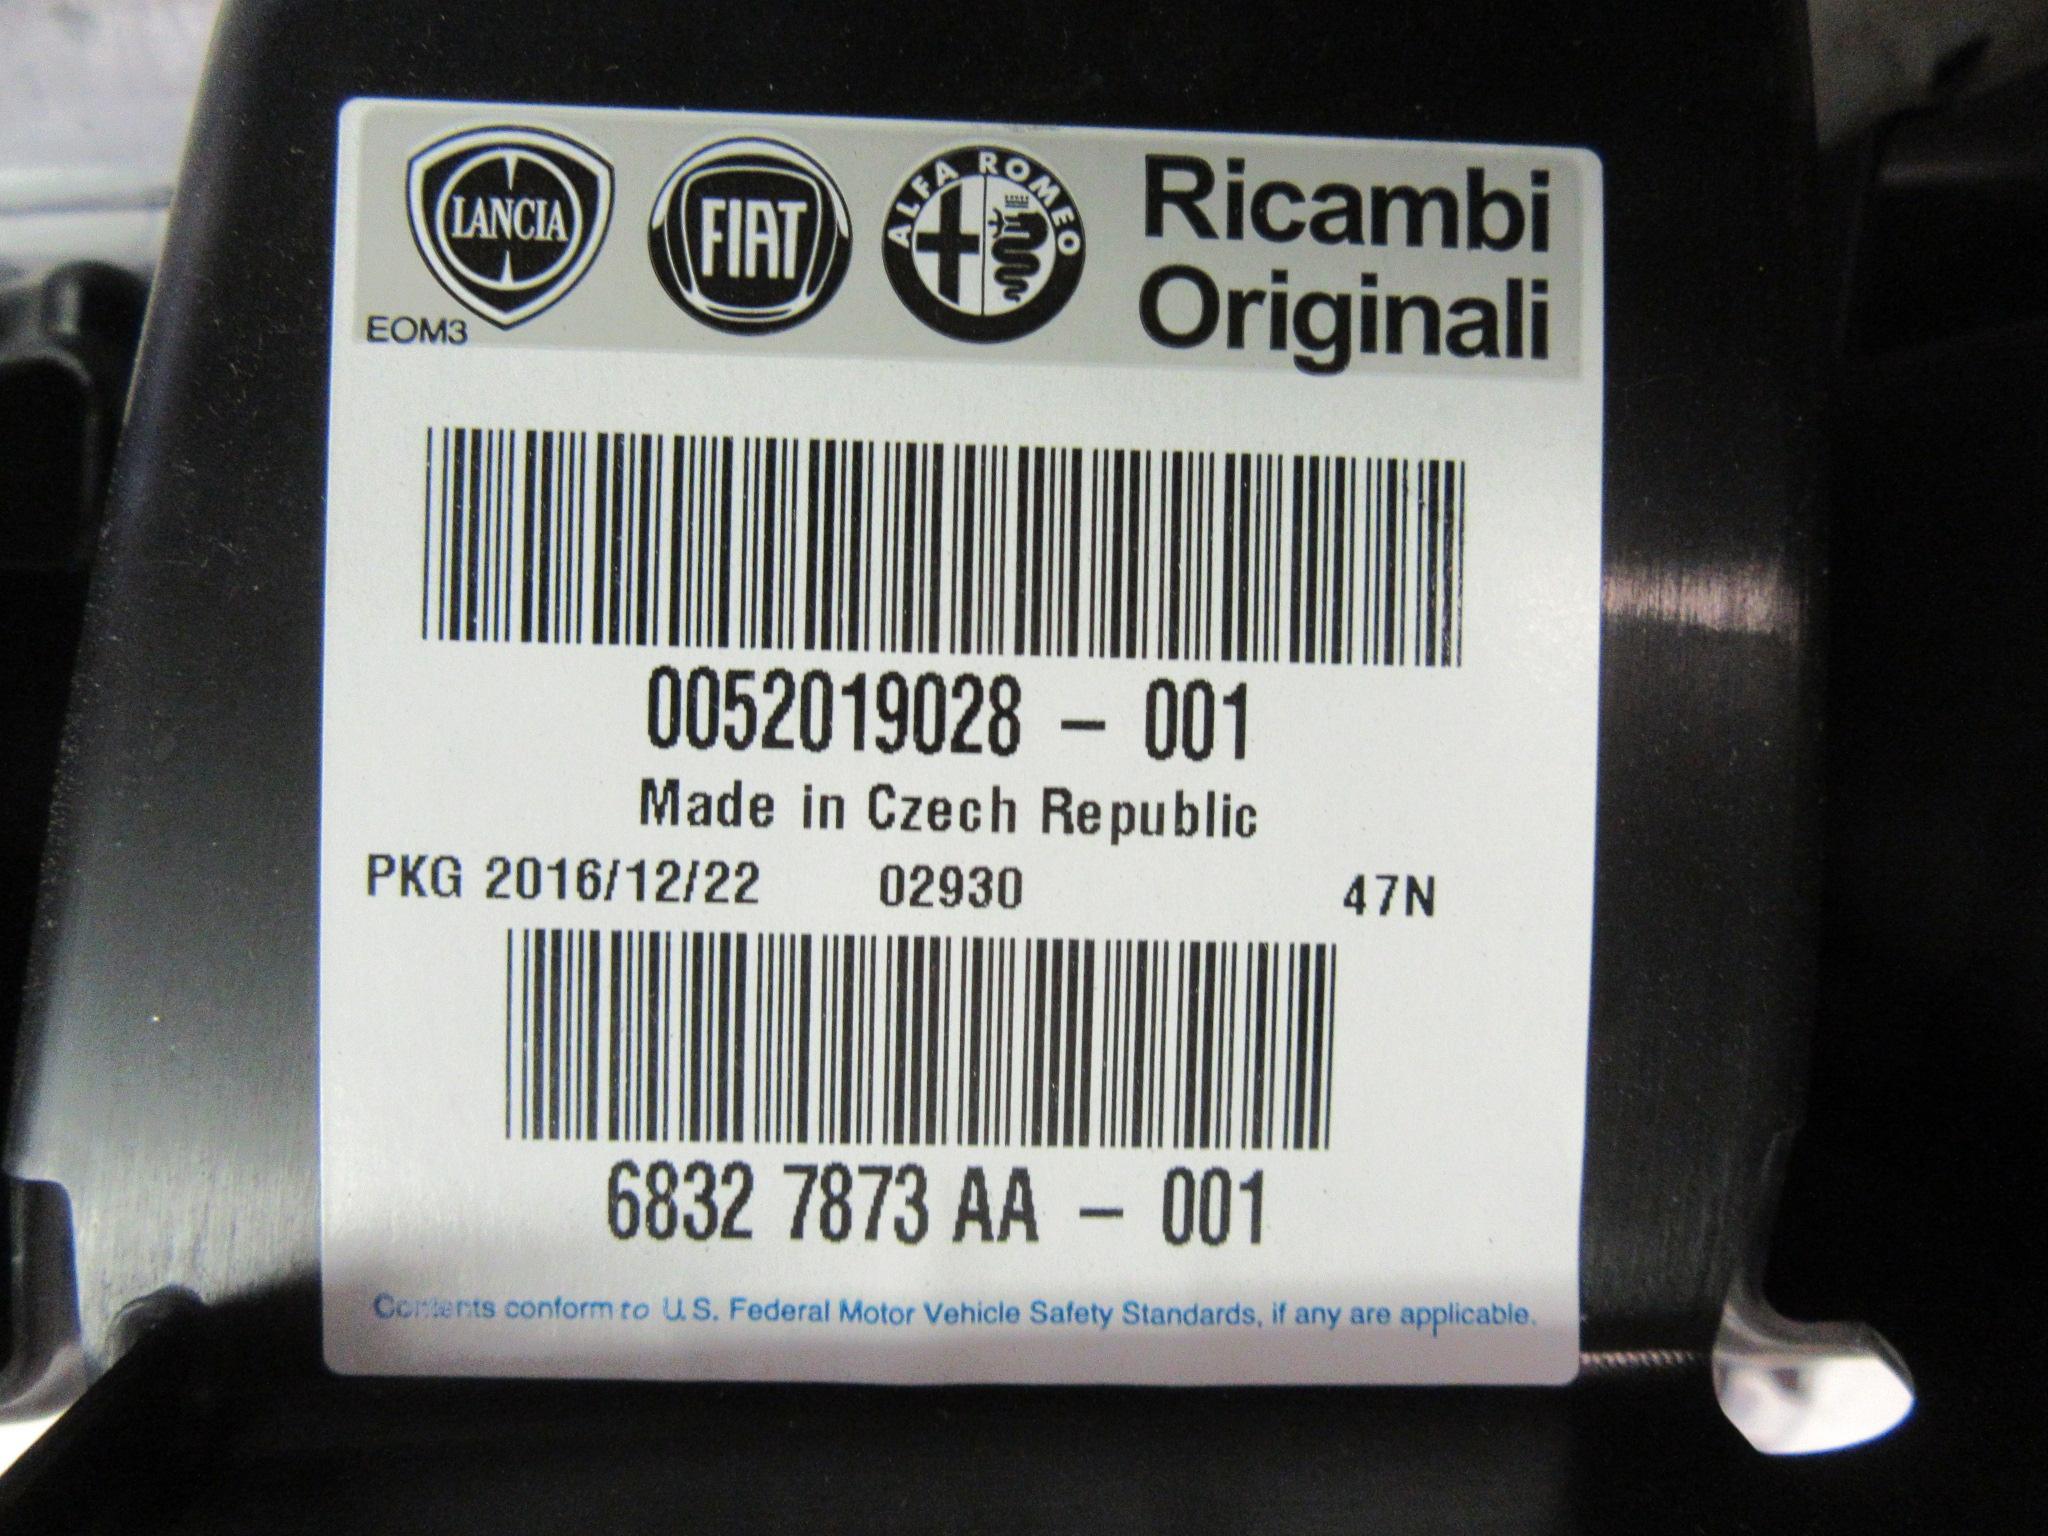 LANCIA
FIAT
ALFA ROMEO
Ricambi
Originali
EOM3
0052019028 – 001
Made in Czech Republic
PKG 2016/12/22 02930 47N
6832 7873 AA – 001
Contents conform to U.S. Federal Motor Vehicle Safety Standards, if any are applicable.